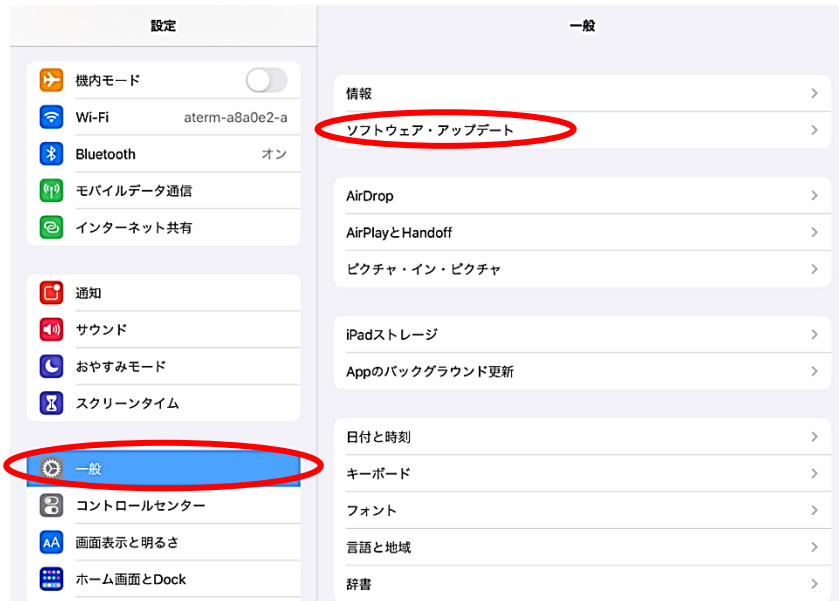 設定
機内モード
Wi-Fi aterm-a8a0e2-a
Bluetooth オン
モバイルデータ通信
インターネット共有
通知
サウンド
おやすみモード
スクリーンタイム
一般
コントロールセンター
AA 画面表示と明るさ
ホーム画面とDock
一般
情報
ソフトウェア・アップデート
AirDrop
AirPlayとHandoff
ピクチャ・イン・ピクチャ
iPadストレージ
Appのバックグラウンド更新
日付と時刻
キーボード
フォント
言語と地域
辞書